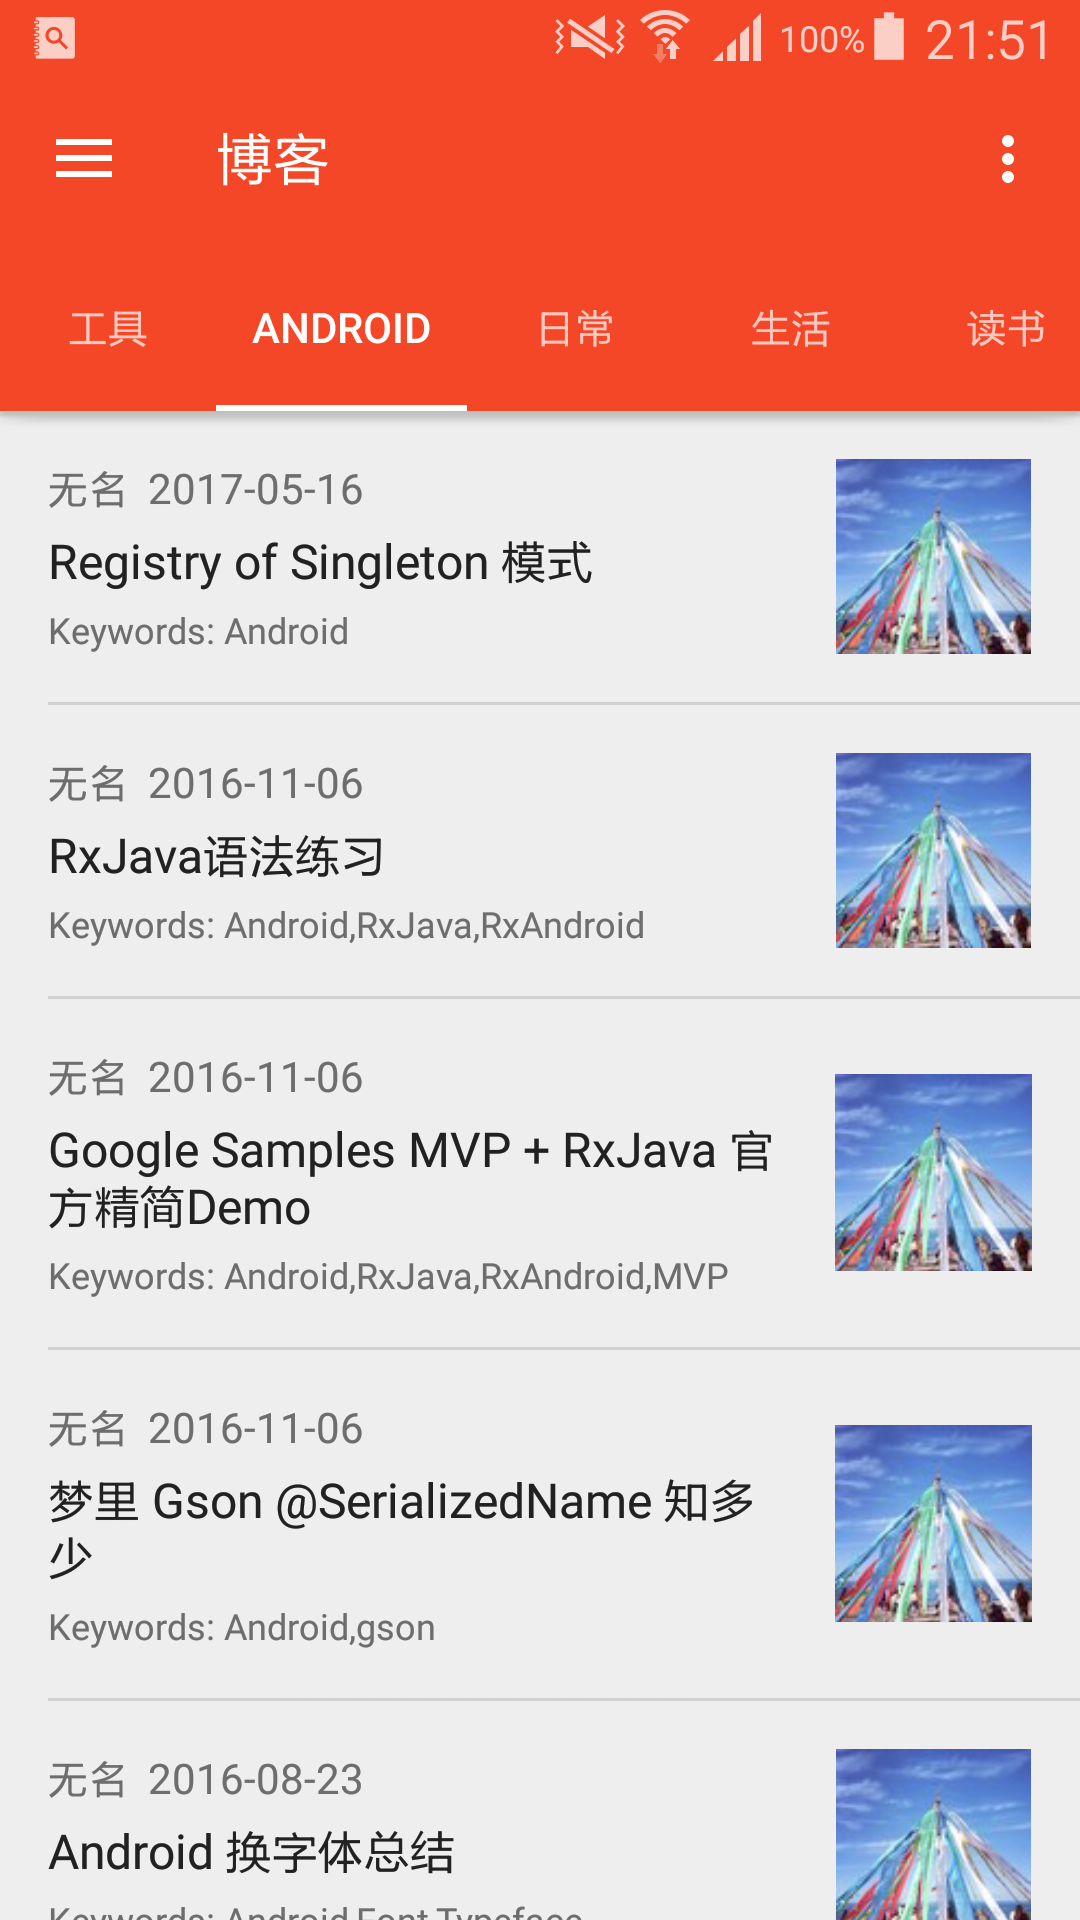 100% 21:51
博客
工具 ANDROID 日常 生活 读书
无名 2017-05-16
Registry of Singleton 模式
Keywords: Android
无名 2016-11-06
RxJava语法练习
Keywords: Android,RxJava,RxAndroid
无名 2016-11-06
Google Samples MVP + RxJava 官
方精简Demo
Keywords: Android,RxJava,RxAndroid,MVP
无名 2016-11-06
梦里 Gson @SerializedName 知多
少
Keywords: Android,gson
无名 2016-08-23
Android 换字体总结
Keywords: Android,Font,Typeface